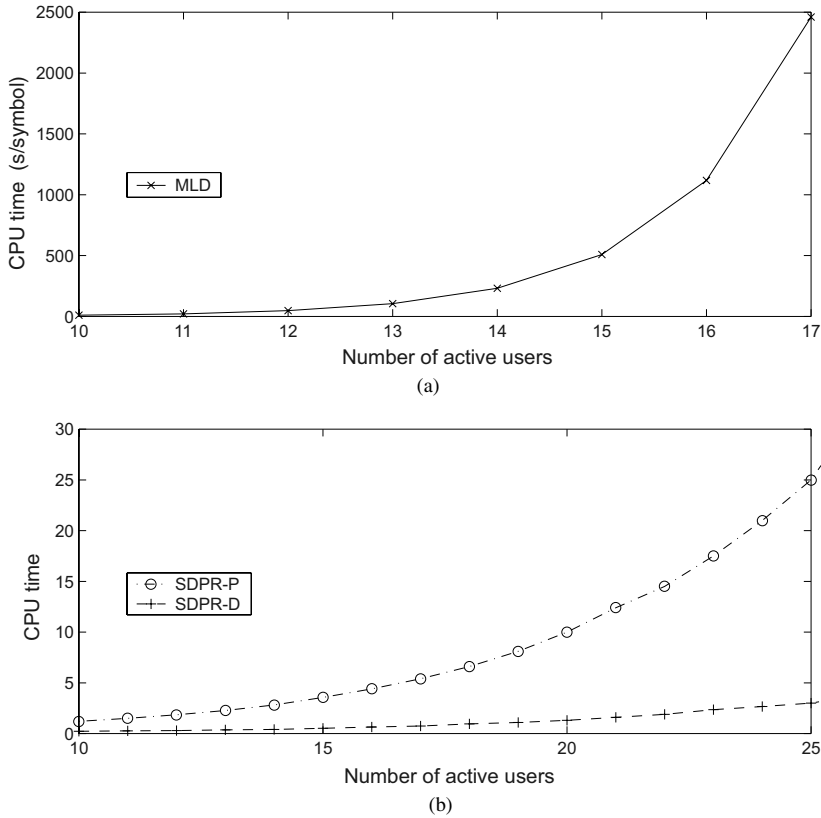 2500
2000
1500
1000
500
0
CPU time (s/symbol)
MLD
10 11 12 13 14 15 16 17
Number of active users
(a)
30
25
20
15
10
5
0
CPU time
SDPR-P
SDPR-D
10 15 20 25
Number of active users
(b)